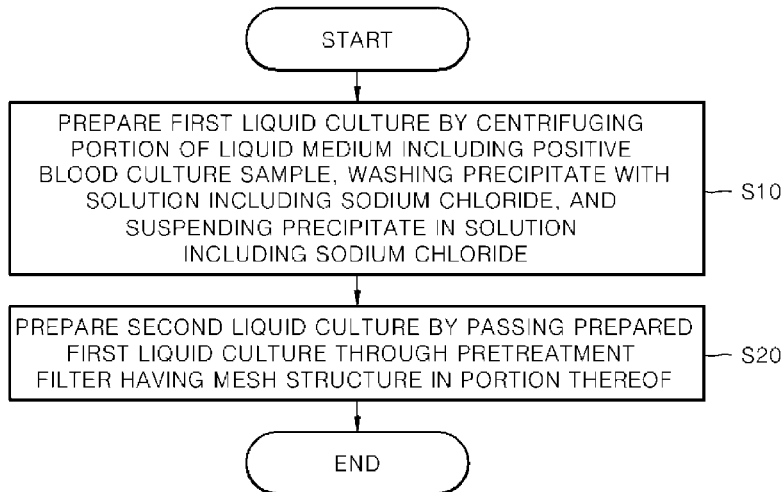 START
PREPARE FIRST LIQUID CULTURE BY CENTRIFUGING
PORTION OF LIQUID MEDIUM INCLUDING POSITIVE
BLOOD CULTURE SAMPLE, WASHING PRECIPITATE WITH
SOLUTION INCLUDING SODIUM CHLORIDE, AND
SUSPENDING PRECIPITATE IN SOLUTION
INCLUDING SODIUM CHLORIDE
S10
PREPARE SECOND LIQUID CULTURE BY PASSING PREPARED
FIRST LIQUID CULTURE THROUGH PRETREATMENT
FILTER HAVING MESH STRUCTURE IN PORTION THEREOF
S20
END